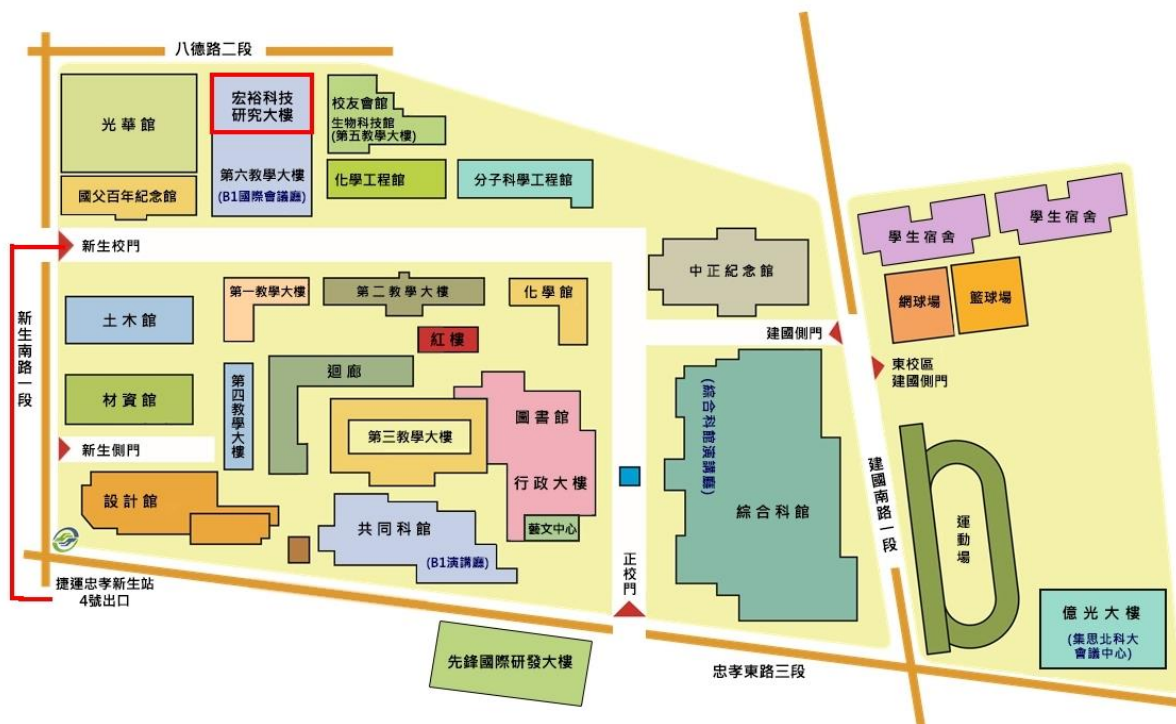 八德路二段
光華館
宏裕科技
研究大樓
校友會館
生物科技館
(第五教學大樓)
第六教學大樓
(B1國際會議廳)
化學工程館
分子科學工程館
國父百年紀念館
學生宿舍
學生宿舍
新生校門
中正紀念館
第一教學大樓
第二教學大樓
化學館
網球場
籃球場
土木館
紅樓
建國側門
新生南路一段
迴廊
東校區
建國側門
材資館
第四教學大樓
圖書館
(綜合科館演講廳)
第三教學大樓
新生側門
行政大樓
設計館
綜合科館
建國南路一段
運動場
共同科館
藝文中心
(B1演講廳)
正校門
捷運忠孝新生站
4號出口
億光大樓
(集思北科大
會議中心)
先鋒國際研發大樓
忠孝東路三段